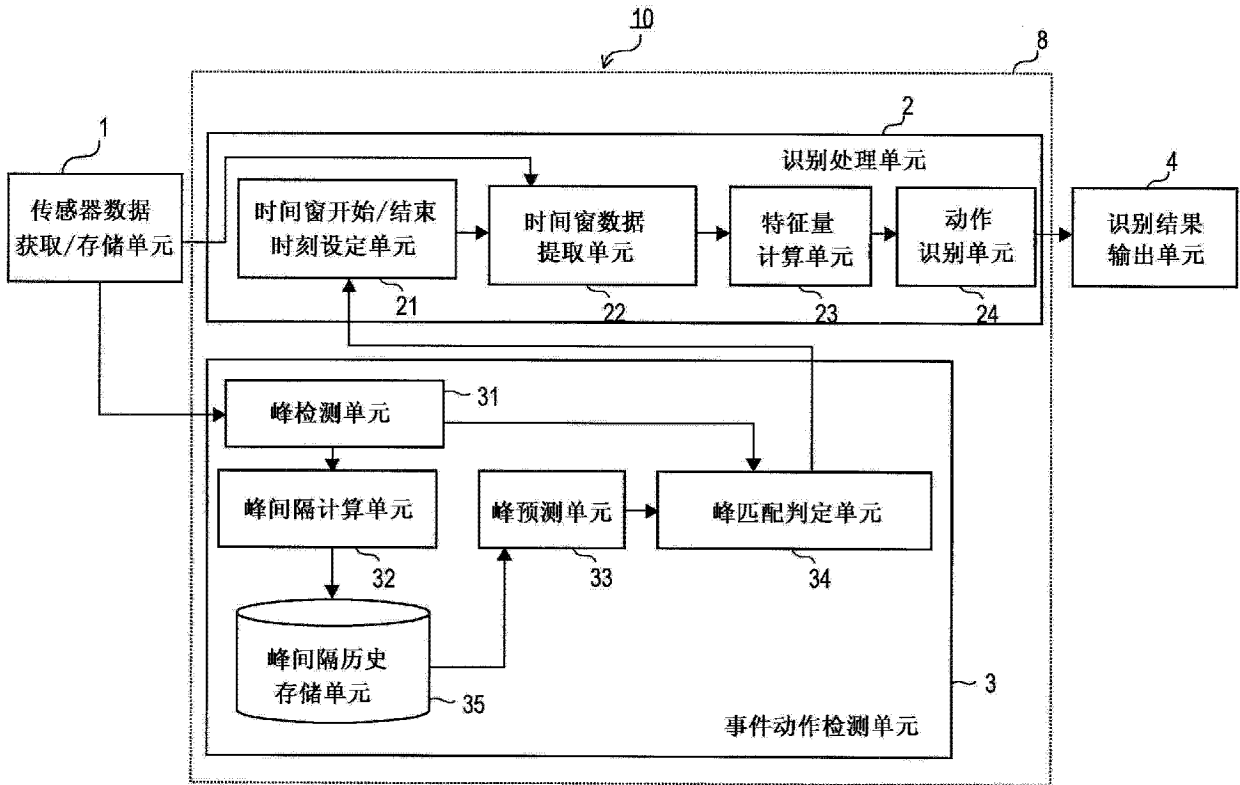 10
8
1
2
识别处理单元
4
传感器数据
获取/存储单元
时间窗开始/结束
时刻设定单元
21
时间窗数据
提取单元
22
特征量
计算单元
23
动作
识别单元
24
识别结果
输出单元
峰检测单元
31
峰间隔计算单元
32
峰预测单元
33
峰匹配判定单元
34
峰间隔历史
存储单元
35
3
事件动作检测单元